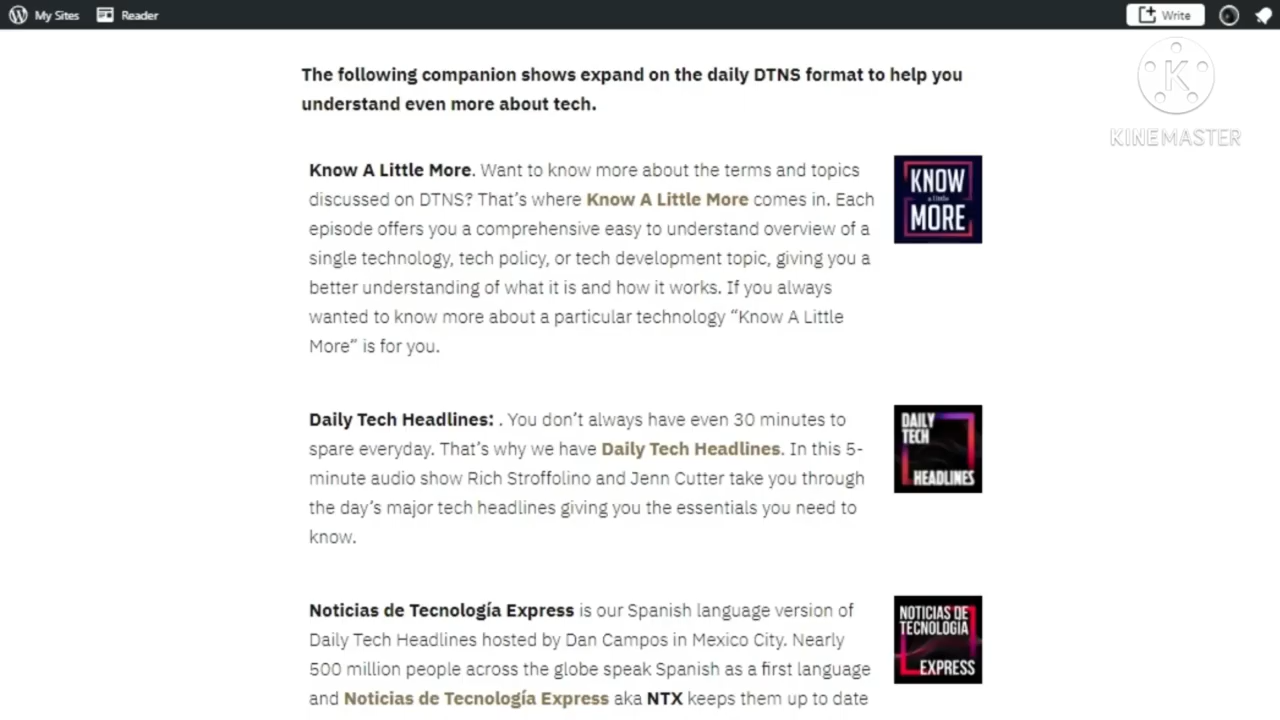 My Sites
Reader
Write
K
KINEMASTER
The following companion shows expand on the daily DTNS format to help you
understand even more about tech.
Know A Little More. Want to know more about the terms and topics
discussed on DTNS? That’s where Know A Little More comes in. Each
episode offers you a comprehensive easy to understand overview of a
single technology, tech policy, or tech development topic, giving you a
better understanding of what it is and how it works. If you always
wanted to know more about a particular technology “Know A Little
More” is for you.
KNOW
a little
MORE
Daily Tech Headlines: . You don’t always have even 30 minutes to
spare everyday. That’s why we have Daily Tech Headlines. In this 5-
minute audio show Rich Stroffolino and Jenn Cutter take you through
the day’s major tech headlines giving you the essentials you need to
know.
DAILY
TECH
HEADLINES
Noticias de Tecnología Express is our Spanish language version of
Daily Tech Headlines hosted by Dan Campos in Mexico City. Nearly
500 million people across the globe speak Spanish as a first language
and Noticias de Tecnología Express aka NTX keeps them up to date
NOTICIAS DE
TECNOLOGIA
EXPRESS